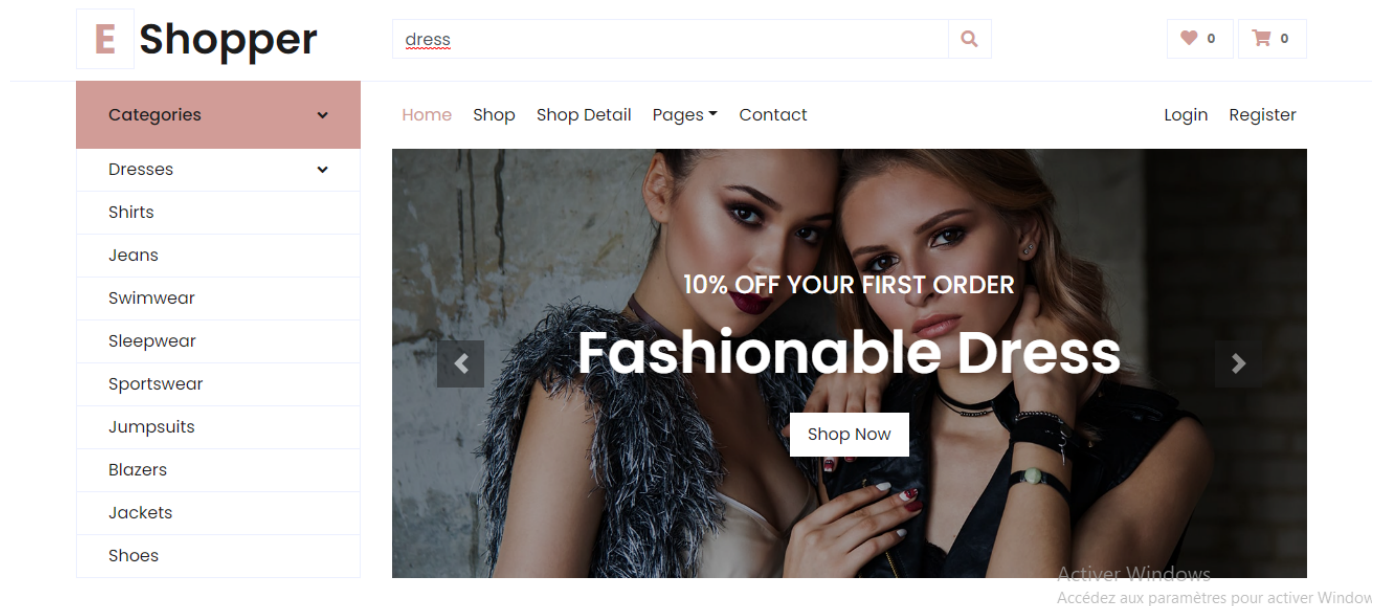 E Shopper
dress
0 0
Categories
Home Shop Shop Detail Pages Contact
Login Register
Dresses
Shirts
Jeans
Swimwear
Sleepwear
Sportswear
Jumpsuits
Blazers
Jackets
Shoes
10% OFF YOUR FIRST ORDER
Fashionable Dress
Shop Now
Activer Windows
Accédez aux paramètres pour activer Window